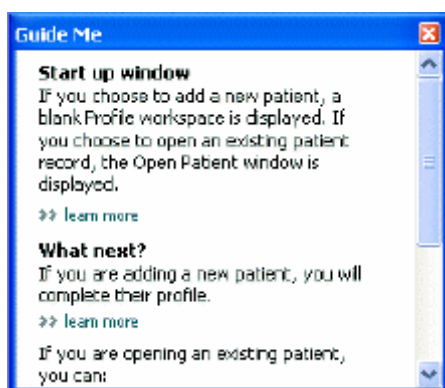 Guide Me
Start up window
If you choose to add a new patient, a
blank Profile workspace is displayed. If
you choose to open an existing patient
record, the Open Patient window is
displayed.
>> learn more
What next?
If you are adding a new patient, you will
complete their profile.
>> learn more
If you are opening an existing patient,
you can: